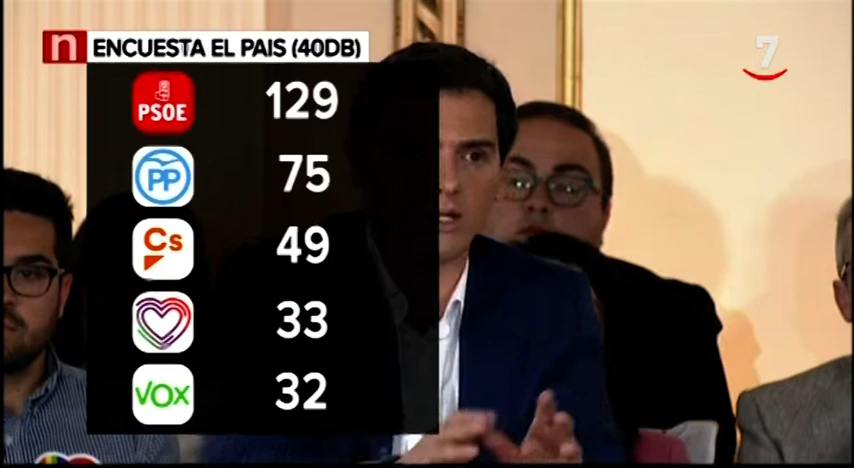 n ENCUESTA EL PAIS (40DB)
7
PSOE 129
PP 75
Cs 49
33
VOX 32